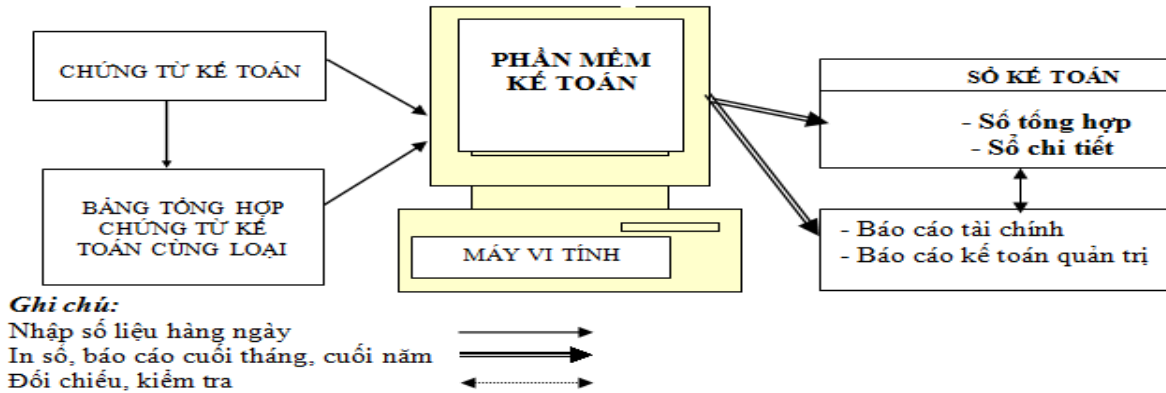 CHỨNG TỪ KẾ TOÁN
BẢNG TỔNG HỢP
CHỨNG TỪ KẾ
TOÁN CÙNG LOẠI
PHẦN MỀM
KẾ TOÁN
MÁY VI TÍNH
SỔ KẾ TOÁN
- Sổ tổng hợp
- Sổ chi tiết
- Báo cáo tài chính
- Báo cáo kế toán quản trị
Ghi chú:
Nhập số liệu hàng ngày
In sổ, báo cáo cuối tháng, cuối năm
Đối chiếu, kiểm tra